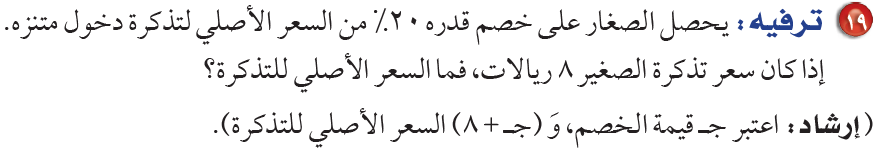 ١٩ ترفيه: يحصل الصغار على خصم قدره ٢٠٪ من السعر الأصلي لتذكرة دخول متنزه.
إذا كان سعر تذكرة الصغير ٨ ريالات، فما السعر الأصلي للتذكرة؟
(إرشاد: اعتبر جـ قيمة الخصم، وَ (جـ + ٨) السعر الأصلي للتذكرة).